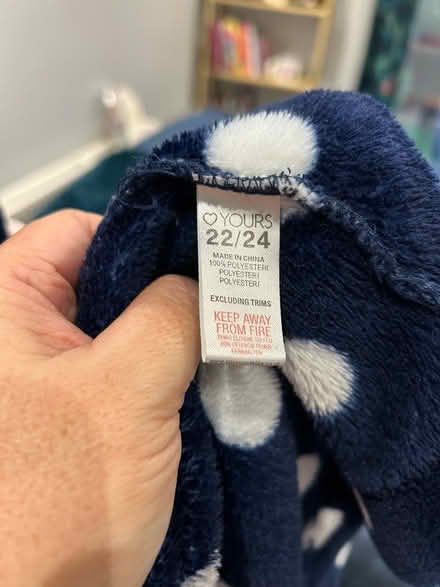 ♡ YOURS
22/24
MADE IN CHINA
100% POLYESTER/
POLYESTER/
POLYESTER/
EXCLUDING TRIMS
KEEP AWAY
FROM FIRE